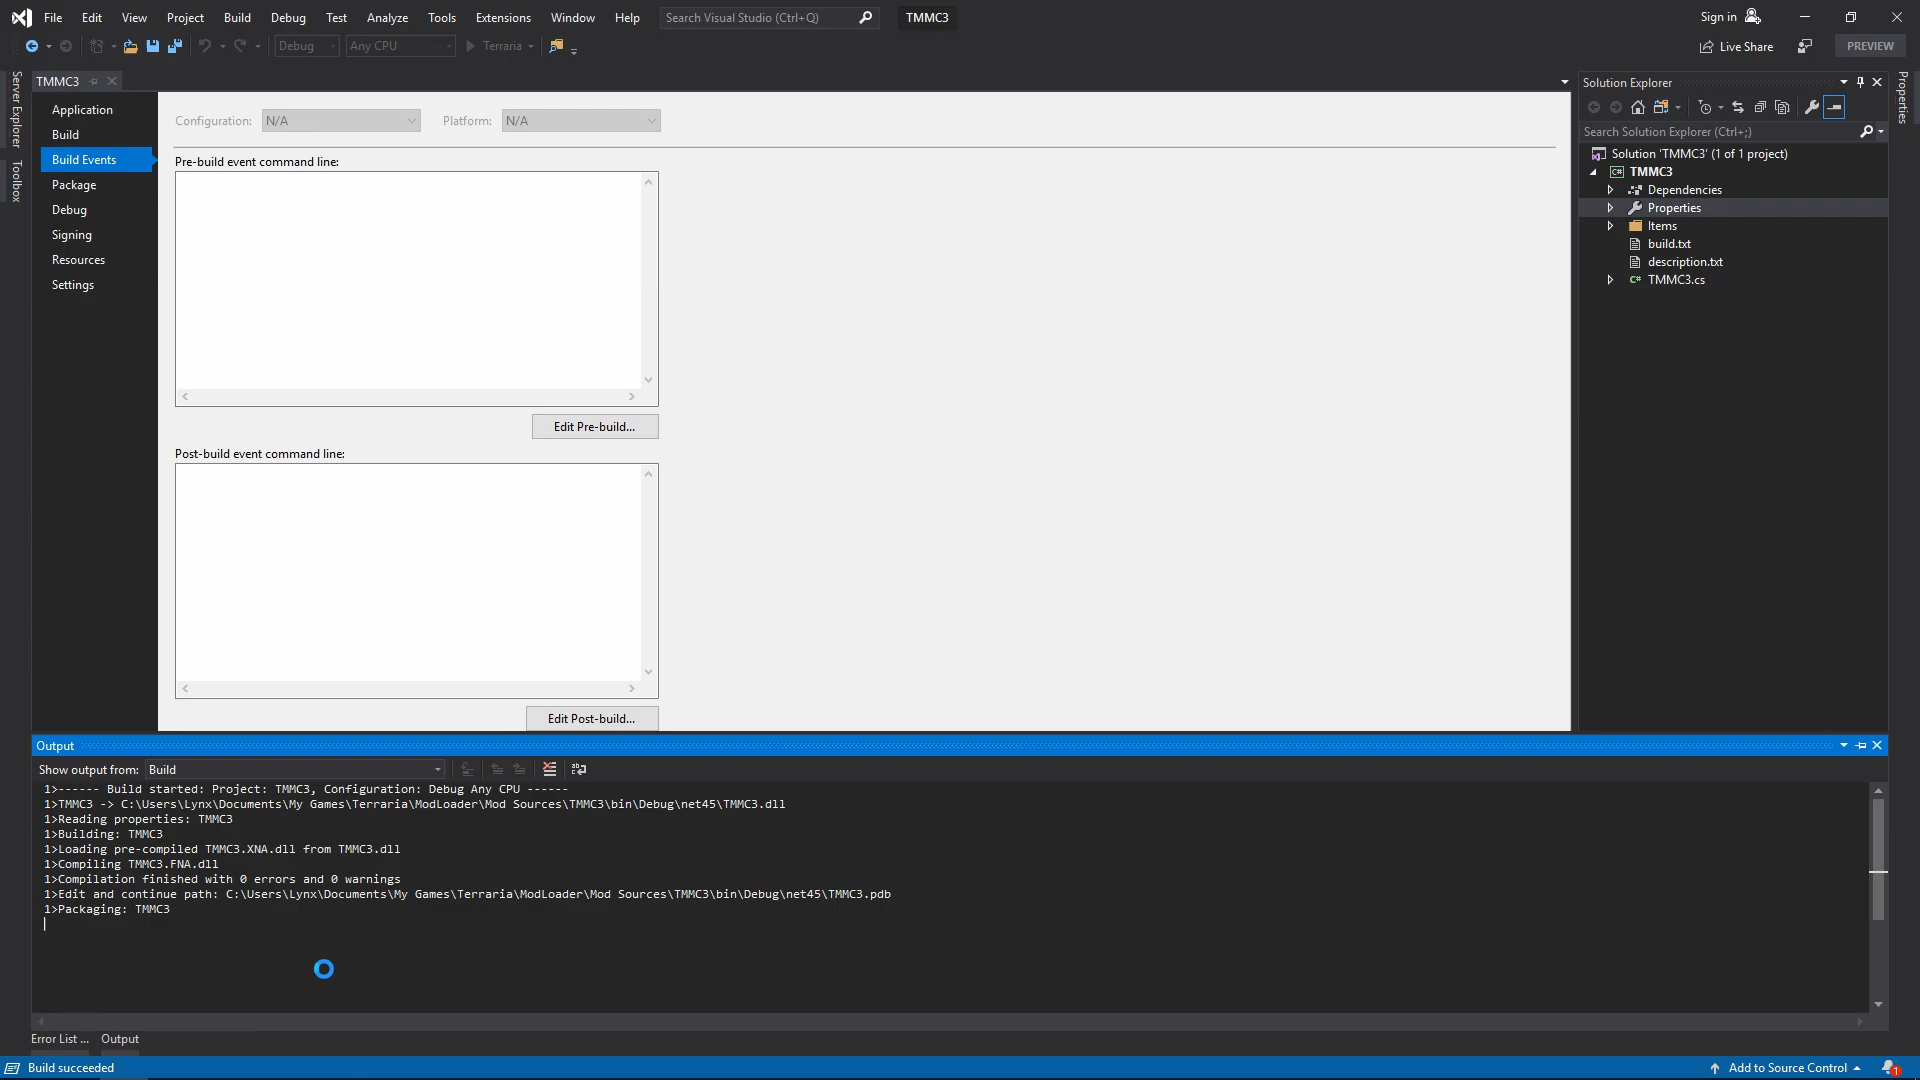 File Edit View Project Build Debug Test Analyze Tools Extensions Window Help Search Visual Studio (Ctrl+Q) TMMC3 Sign in
Debug Any CPU Terraria Live Share PREVIEW
Server Explorer
Toolbox
TMMC3
Application
Build
Build Events
Package
Debug
Signing
Resources
Settings
Configuration: N/A Platform: N/A
Pre-build event command line:
Edit Pre-build...
Post-build event command line:
Edit Post-build...
Solution Explorer
Search Solution Explorer (Ctrl+;)
Solution 'TMMC3' (1 of 1 project)
C# TMMC3
Dependencies
Properties
Items
build.txt
description.txt
C# TMMC3.cs
Properties
Output
Show output from: Build
1>------ Build started: Project: TMMC3, Configuration: Debug Any CPU ------
1>TMMC3 -> C:\Users\Lynx\Documents\My Games\Terraria\ModLoader\Mod Sources\TMMC3\bin\Debug\net45\TMMC3.dll
1>Reading properties: TMMC3
1>Building: TMMC3
1>Loading pre-compiled TMMC3.XNA.dll from TMMC3.dll
1>Compiling TMMC3.FNA.dll
1>Compilation finished with 0 errors and 0 warnings
1>Edit and continue path: C:\Users\Lynx\Documents\My Games\Terraria\ModLoader\Mod Sources\TMMC3\bin\Debug\net45\TMMC3.pdb
1>Packaging: TMMC3
Error List ... Output
Build succeeded Add to Source Control 1